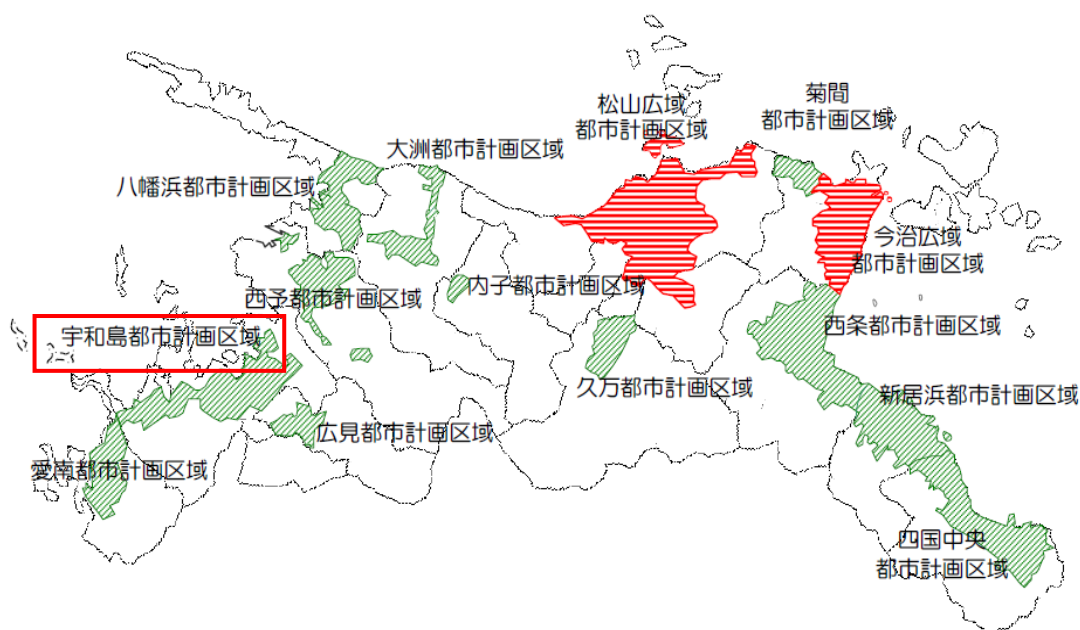 松山広域
都市計画区域
菊間
都市計画区域
大洲都市計画区域
八幡浜都市計画区域
今治広域
都市計画区域
西予都市計画区域
内子都市計画区域
宇和島都市計画区域
西条都市計画区域
久万都市計画区域
新居浜都市計画区域
広見都市計画区域
愛南都市計画区域
四国中央
都市計画区域